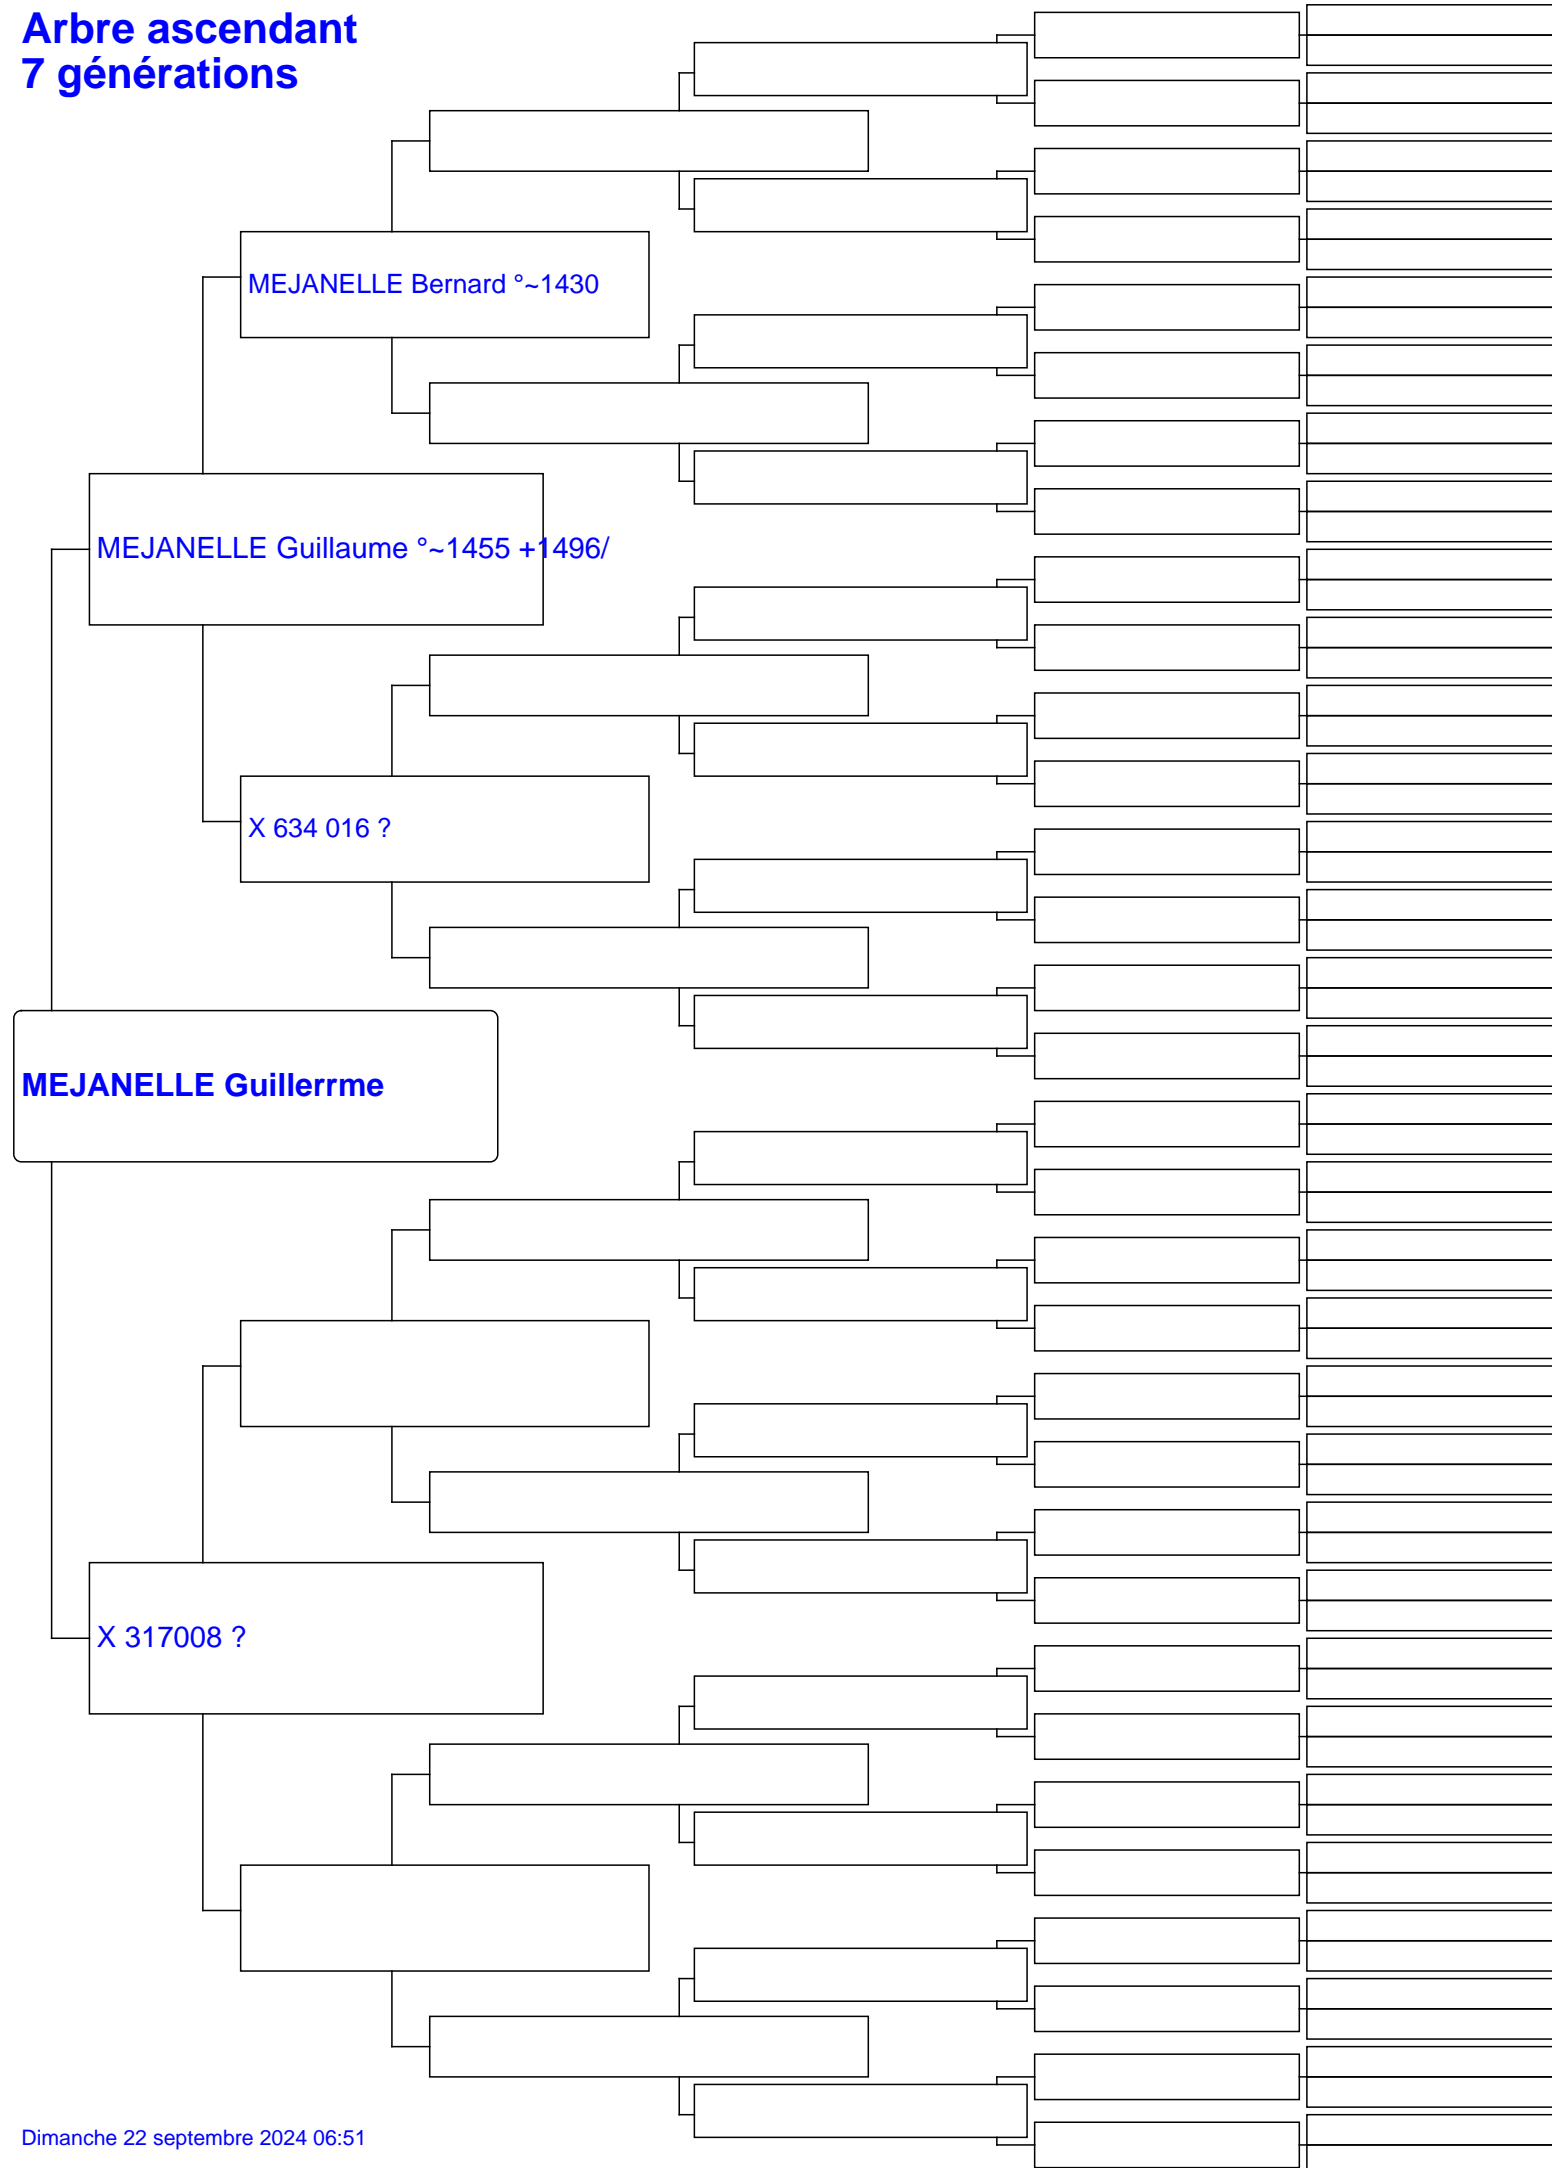 Arbre ascendant
7 générations
MEJANELLE Bernard °~1430
MEJANELLE Guillaume °~1455 +1496/
X 634 016 ?
MEJANELLE Guillerrme
X 317008 ?
Dimanche 22 septembre 2024 06:51